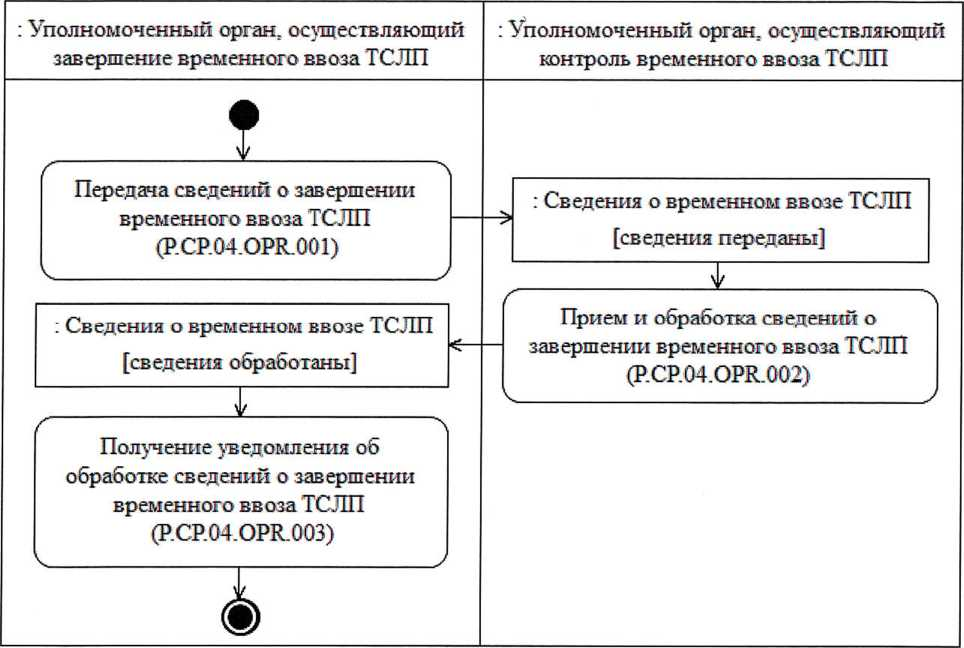 : Уполномоченный орган, осуществляющий
завершение временного ввоза ТСЛП
: Уполномоченный орган, осуществляющий
контроль временного ввоза ТСЛП
Передача сведений о завершении
временного ввоза ТСЛП
(P.CP.04.OPR.001)
: Сведения о временном ввозе ТСЛП
[сведения переданы]
Прием и обработка сведений о
завершении временного ввоза ТСЛП
(P.CP.04.OPR.002)
: Сведения о временном ввозе ТСЛП
[сведения обработаны]
Получение уведомления об
обработке сведений о завершении
временного ввоза ТСЛП
(P.CP.04.OPR.003)